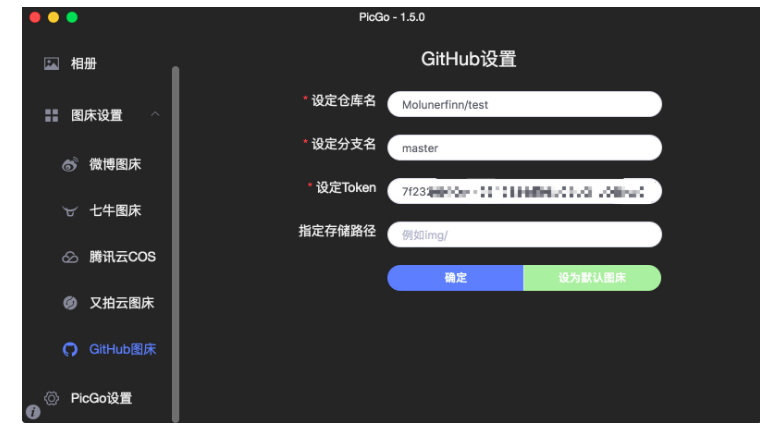 PicGo - 1.5.0
相册
图床设置
微博图床
七牛图床
腾讯云COS
又拍云图床
GitHub图床
PicGo设置
GitHub设置
* 设定仓库名
Molunerfinn/test
* 设定分支名
master
* 设定Token
7f232
指定存储路径
例如img/
确定
设为默认图床